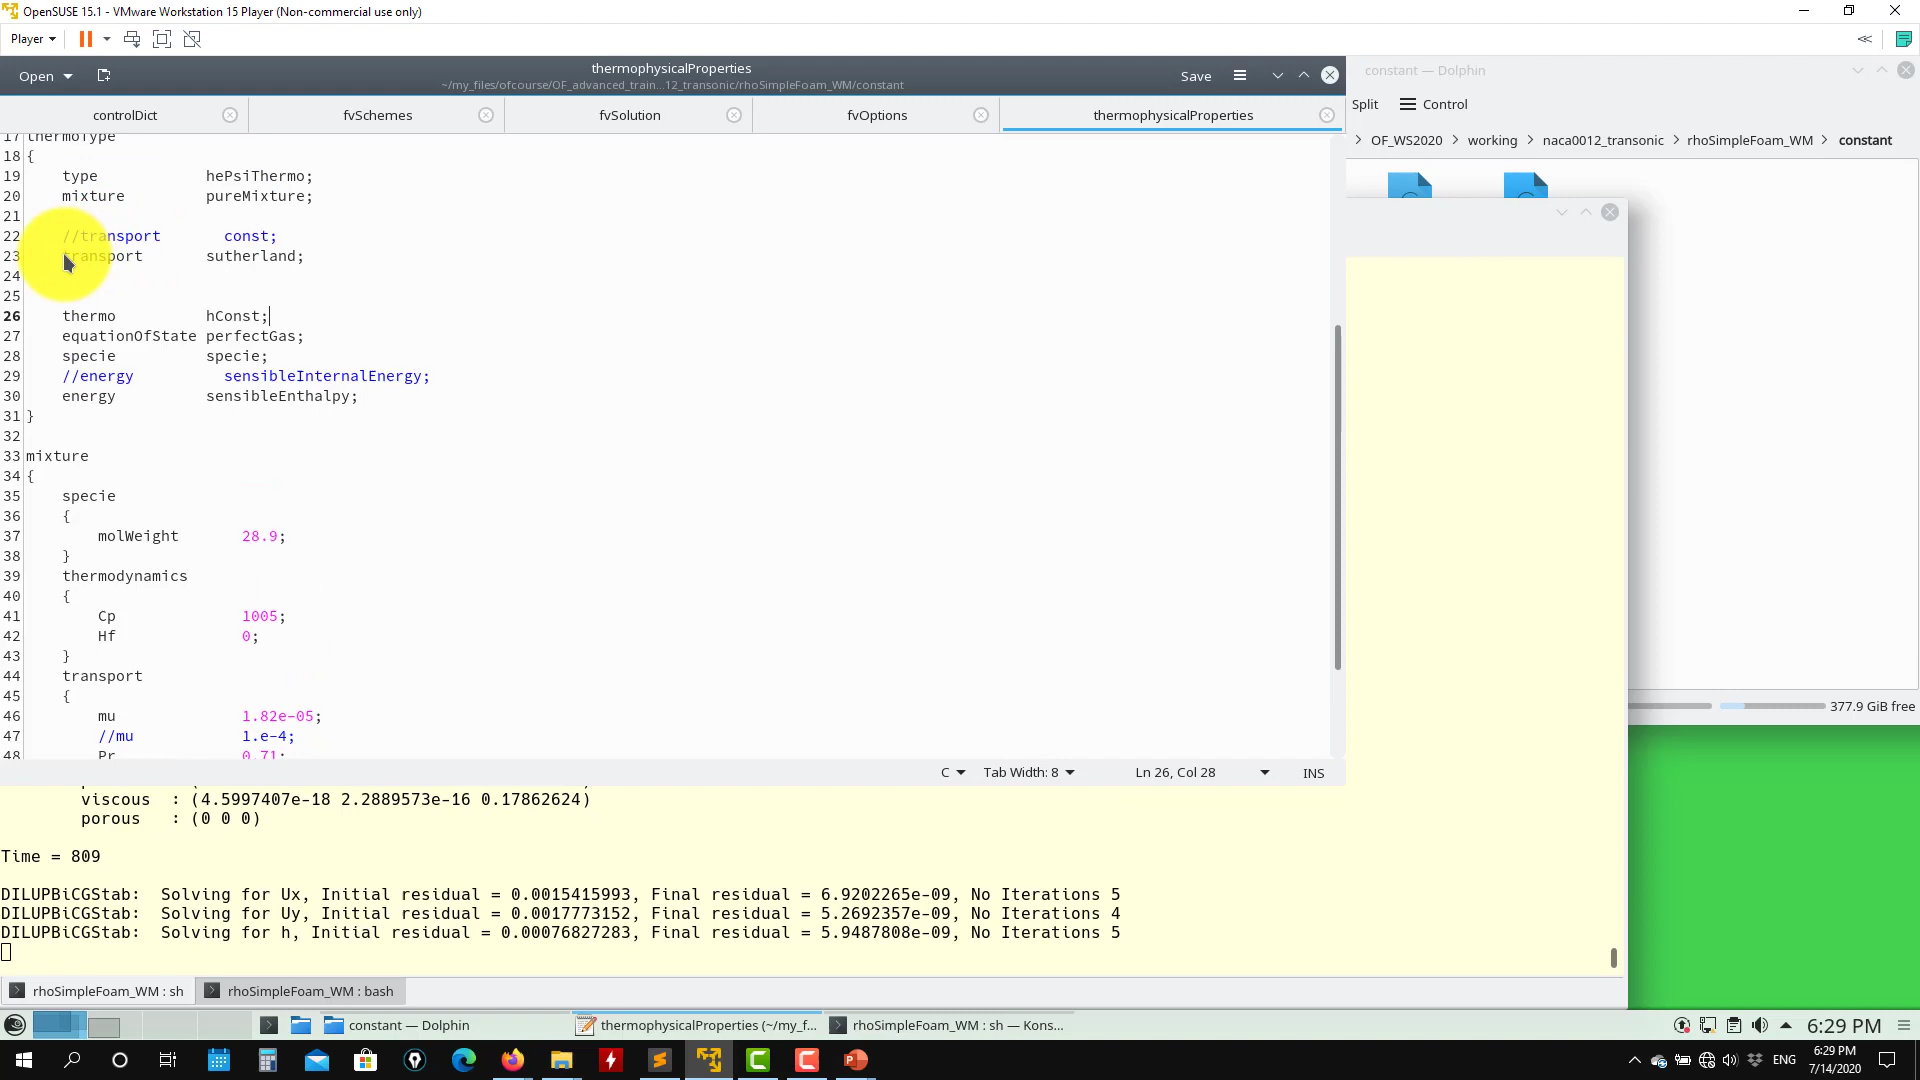 OpenSUSE 15.1 - VMware Workstation 15 Player (Non-commercial use only)
Player
Open
thermophysicalProperties
~/my_files/ofcourse/OF_advanced_train...12_transonic/rhoSimpleFoam_WM/constant
Save
constant — Dolphin
Split Control
controlDict fvSchemes fvSolution fvOptions thermophysicalProperties
OF_WS2020 > working > naca0012_transonic > rhoSimpleFoam_WM > constant
17 thermoType
18 {
19 type hePsiThermo;
20 mixture pureMixture;
21
22 //transport const;
23 transport sutherland;
24
25
26 thermo hConst;
27 equationOfState perfectGas;
28 specie specie;
29 //energy sensibleInternalEnergy;
30 energy sensibleEnthalpy;
31 }
32
33 mixture
34 {
35 specie
36 {
37 molWeight 28.9;
38 }
39 thermodynamics
40 {
41 Cp 1005;
42 Hf 0;
43 }
44 transport
45 {
46 mu 1.82e-05;
47 //mu 1.e-4;
48 Pr 0.71;
377.9 GiB free
C Tab Width: 8 Ln 26, Col 28 INS
viscous : (4.5997407e-18 2.2889573e-16 0.17862624)
porous : (0 0 0)
Time = 809
DILUPBiCGStab: Solving for Ux, Initial residual = 0.0015415993, Final residual = 6.9202265e-09, No Iterations 5
DILUPBiCGStab: Solving for Uy, Initial residual = 0.0017773152, Final residual = 5.2692357e-09, No Iterations 4
DILUPBiCGStab: Solving for h, Initial residual = 0.00076827283, Final residual = 5.9487808e-09, No Iterations 5
rhoSimpleFoam_WM : sh rhoSimpleFoam_WM : bash
constant — Dolphin thermophysicalProperties (~/my_f... rhoSimpleFoam_WM : sh — Kons... 6:29 PM
ENG
6:29 PM
7/14/2020